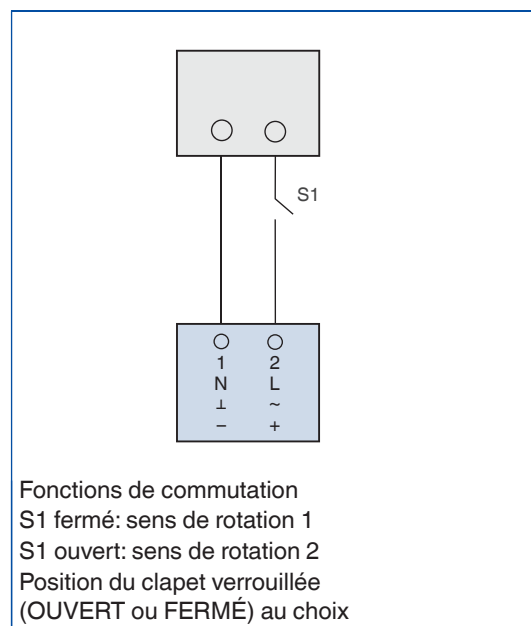 S1
1 2
N L
⊥ ~
– +
Fonctions de commutation
S1 fermé: sens de rotation 1
S1 ouvert: sens de rotation 2
Position du clapet verrouillée
(OUVERT ou FERMÉ) au choix